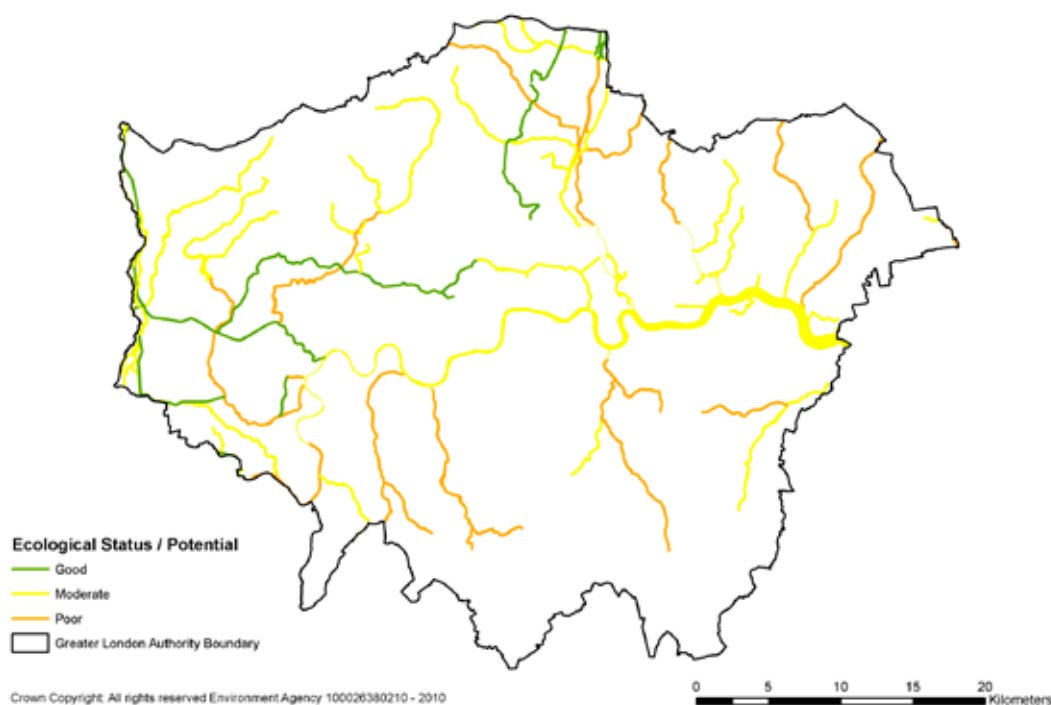 Ecological Status / Potential
Good
Moderate
Poor
Greater London Authority Boundary
Crown Copyright: All rights reserved Environment Agency 100026380210 - 2010
0 5 10 15 20
Kilometers